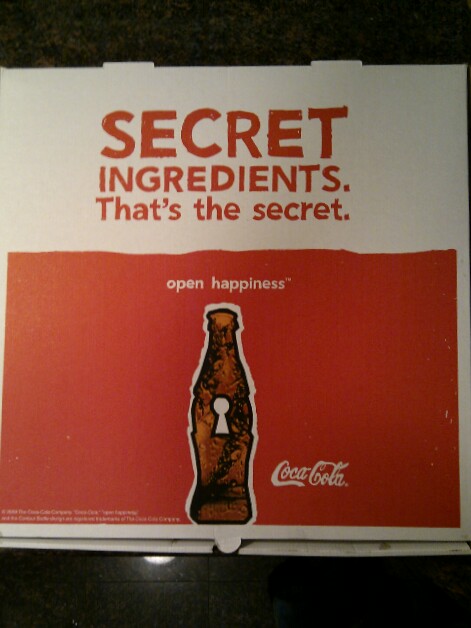 SECRET
INGREDIENTS.
That's the secret.
open happiness™
Coca-Cola.
© 2009 The Coca-Cola Company. "Coca-Cola," "open happiness,"
and the Contour Bottle design are registered trademarks of The Coca-Cola Company.